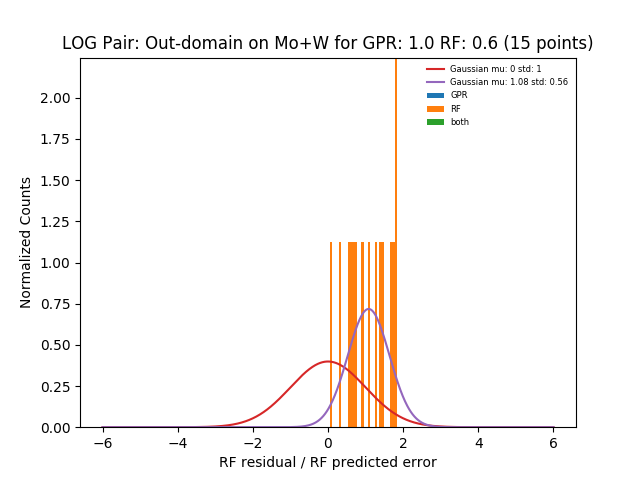 LOG Pair: Out-domain on Mo+W for GPR: 1.0 RF: 0.6 (15 points)
Gaussian mu: 0 std: 1
Gaussian mu: 1.08 std: 0.56
GPR
RF
both
Normalized Counts
2.00
1.75
1.50
1.25
1.00
0.75
0.50
0.25
0.00
−6 −4 −2 0 2 4 6
RF residual / RF predicted error